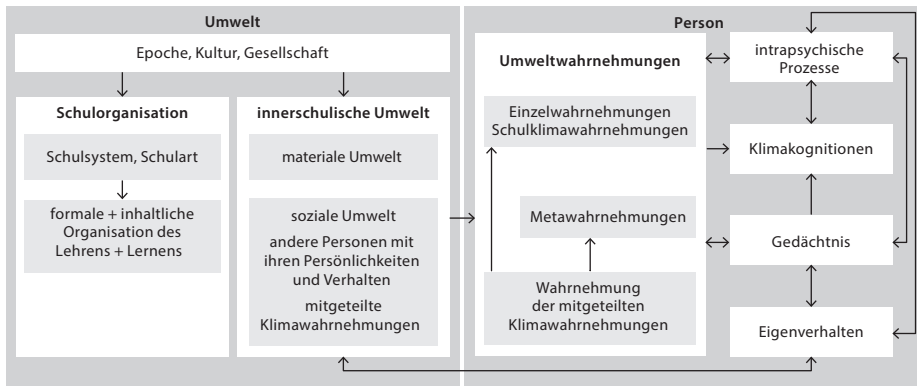 Umwelt
Epoche, Kultur, Gesellschaft
Schulorganisation
Schulsystem, Schulart
formale + inhaltliche
Organisation des
Lehrens + Lernens
innerschulische Umwelt
materiale Umwelt
soziale Umwelt
andere Personen mit
ihren Persönlichkeiten
und Verhalten
mitgeteilte
Klimawahrnehmungen
Person
Umweltwahrnehmungen
Einzelwahrnehmungen
Schulklimawahrnehmungen
Metawahrnehmungen
Wahrnehmung
der mitgeteilten
Klimawahrnehmungen
intrapsychische
Prozesse
Klimakognitionen
Gedächtnis
Eigenverhalten